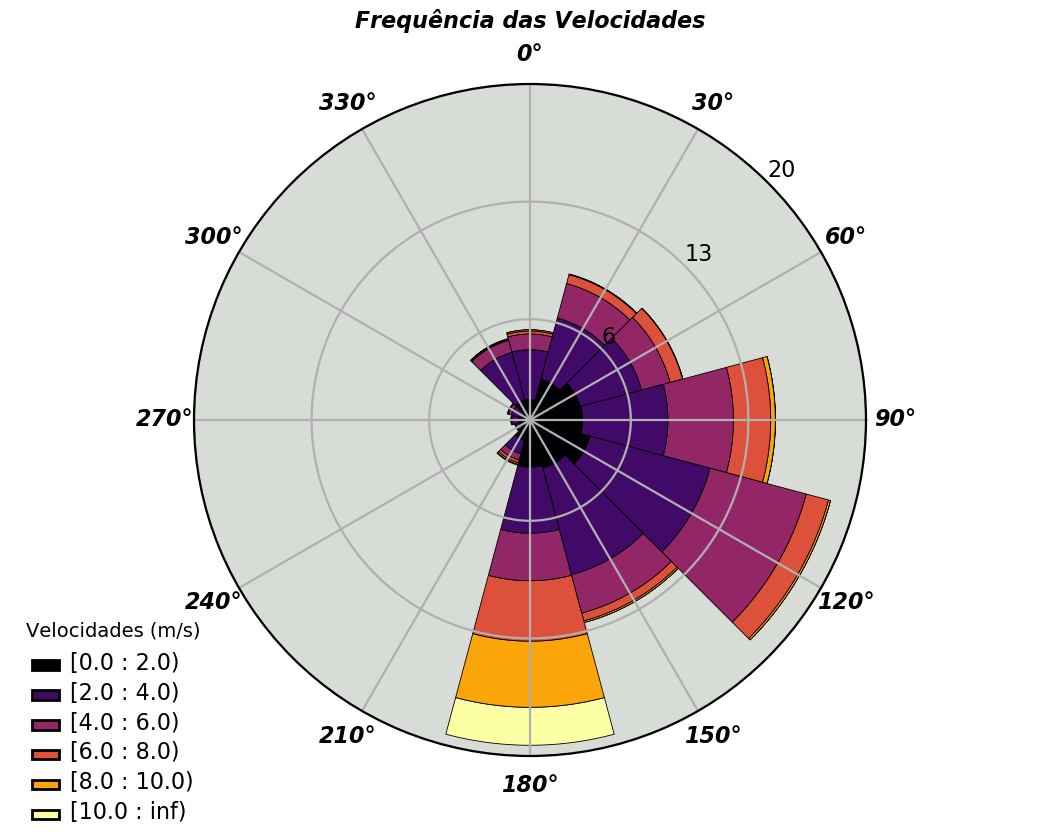 Frequência das Velocidades
0°
330°
30°
20
300°
60°
13
6
270°
90°
240°
120°
210°
150°
180°
Velocidades (m/s)
[0.0 : 2.0)
[2.0 : 4.0)
[4.0 : 6.0)
[6.0 : 8.0)
[8.0 : 10.0)
[10.0 : inf)